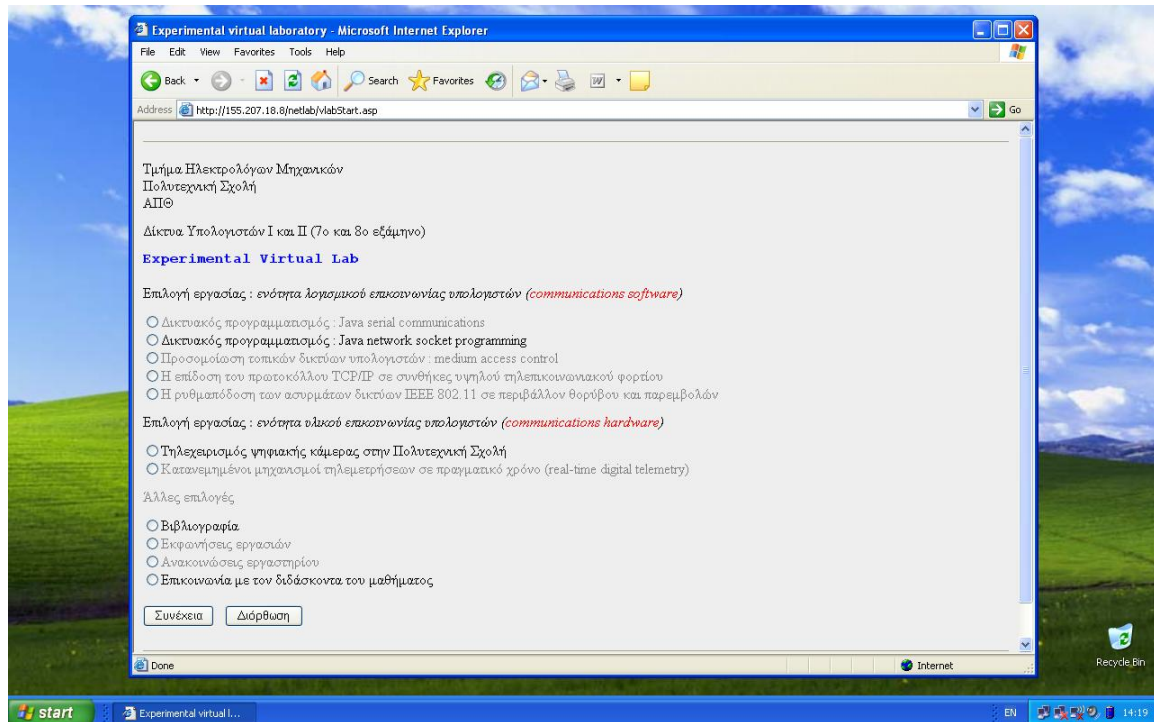 Experimental virtual laboratory - Microsoft Internet Explorer
File Edit View Favorites Tools Help
Back Search Favorites
Address http://155.207.18.8/netlab/vlabStart.asp Go
Τμήμα Ηλεκτρολόγων Μηχανικών
Πολυτεχνική Σχολή
ΑΠΘ
Δίκτυα Υπολογιστών Ι και ΙΙ (7ο και 8ο εξάμηνο)
Experimental Virtual Lab
Επιλογή εργασίας : ενότητα λογισμικού επικοινωνίας υπολογιστών (communications software)
Δικτυακός προγραμματισμός : Java serial communications
Δικτυακός προγραμματισμός : Java network socket programming
Προσομοίωση τοπικών δικτύων υπολογιστών : medium access control
Η επίδοση του πρωτοκόλλου TCP/IP σε συνθήκες υψηλού τηλεπικοινωνιακού φορτίου
Η ρυθμαπόδοση των ασυρμάτων δικτύων IEEE 802.11 σε περιβάλλον θορύβου και παρεμβολών
Επιλογή εργασίας : ενότητα υλικού επικοινωνίας υπολογιστών (communications hardware)
Τηλεχειρισμός ψηφιακής κάμερας στην Πολυτεχνική Σχολή
Κατανεμημένοι μηχανισμοί τηλεμετρήσεων σε πραγματικό χρόνο (real-time digital telemetry)
Άλλες επιλογές
Βιβλιογραφία
Εκφωνήσεις εργασιών
Ανακοινώσεις εργαστηρίου
Επικοινωνία με τον διδάσκοντα του μαθήματος
Συνέχεια Διόρθωση
Done Internet
Recycle Bin
start Experimental virtual l... EN 14:19